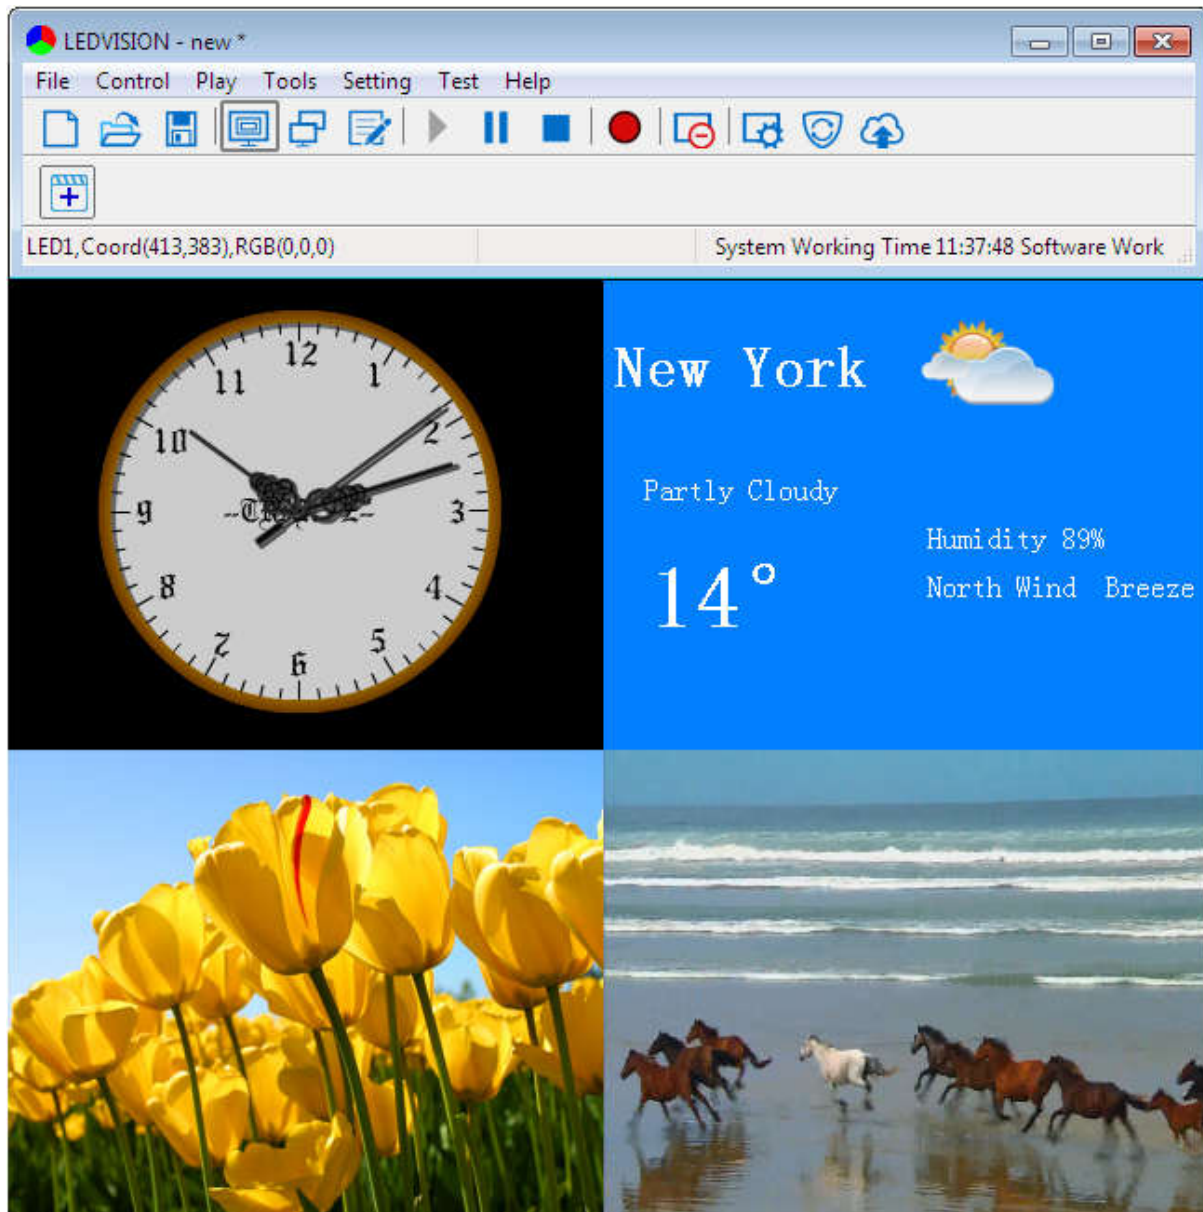 LEDVISION - new *
File Control Play Tools Setting Test Help
LED1,Coord(413,383),RGB(0,0,0)
System Working Time 11:37:48 Software Work
12
1
2
3
4
5
6
7
8
9
10
11
New York
Partly Cloudy
14°
Humidity 89%
North Wind Breeze